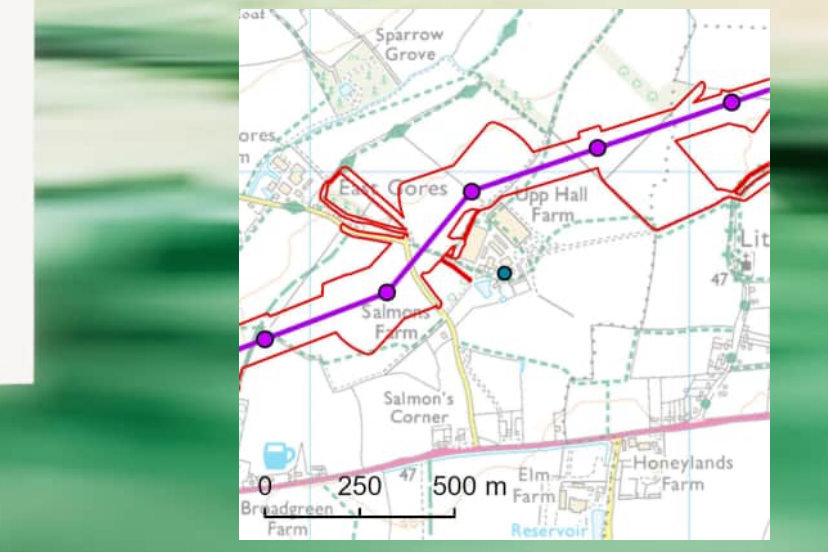 Sparrow
Grove
ores
East Gores
Upp Hall
Farm
Lit
47
Salmons
Farm
Salmon's
Corner
0 250 500 m
47
Elm
Farm
Honeylands
Farm
Broadgreen
Farm
Reservoir